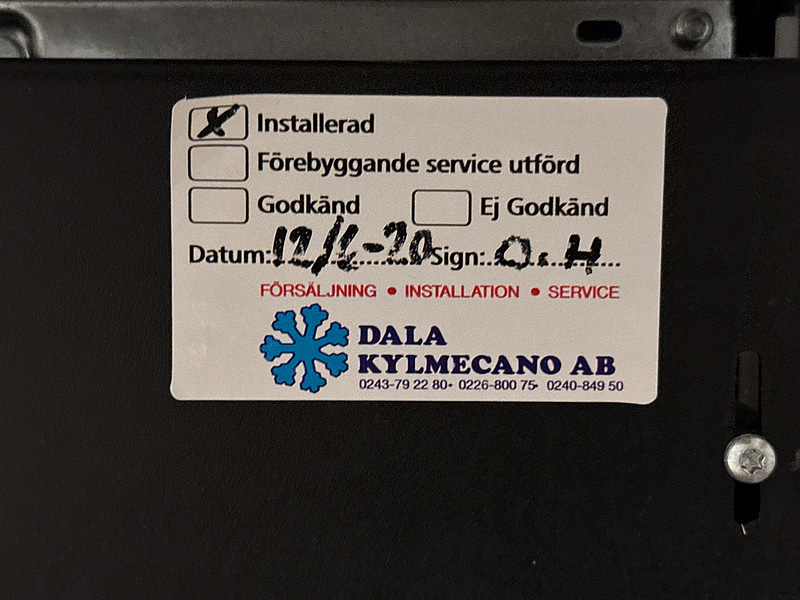 Installerad
Förebyggande service utförd
Godkänd Ej Godkänd
Datum: 12/6-20 Sign: O.H
FÖRSÄLJNING • INSTALLATION • SERVICE
DALA
KYLMECANO AB
0243-79 22 80• 0226-800 75• 0240-849 50